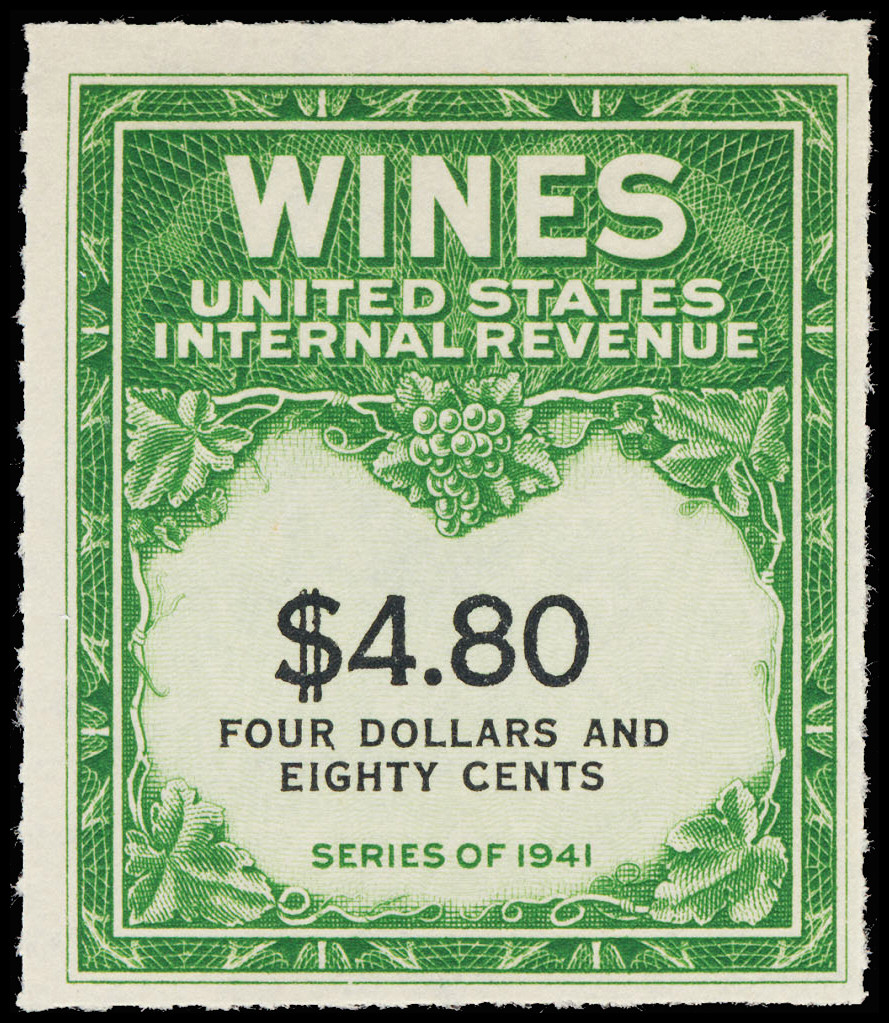 WINES
UNITED STATES
INTERNAL REVENUE
$4.80
FOUR DOLLARS AND
EIGHTY CENTS
SERIES OF 1941